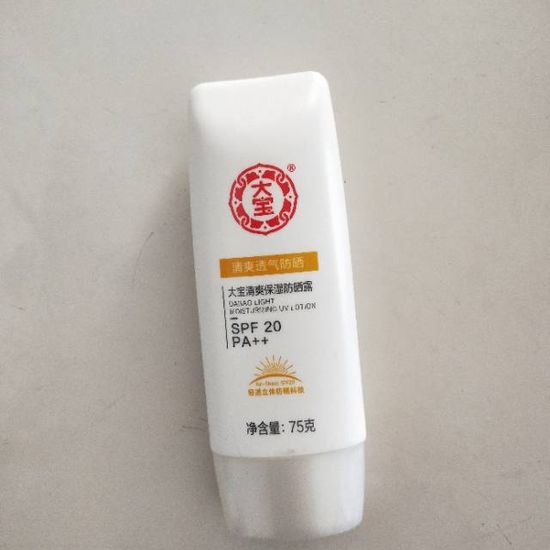 大宝
®
清爽透气防晒
大宝清爽保湿防晒露
DABAO LIGHT
MOISTURISING UV LOTION
SPF 20
PA++
轻透立体防晒科技
净含量：75克